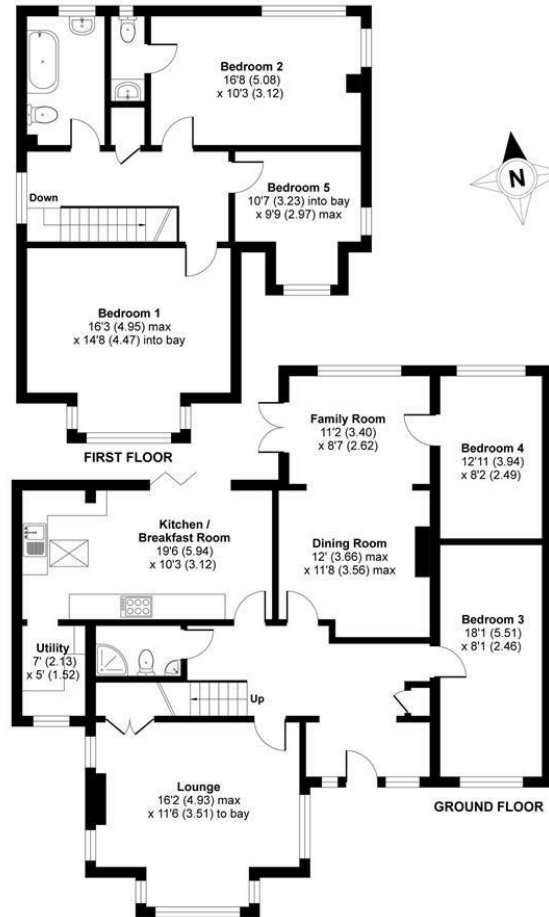 Bedroom 2
16'8 (5.08)
x 10'3 (3.12)
N
Down
Bedroom 5
10'7 (3.23) into bay
x 9'9 (2.97) max
Bedroom 1
16'3 (4.95) max
x 14'8 (4.47) into bay
FIRST FLOOR
Family Room
11'2 (3.40)
x 8'7 (2.62)
Bedroom 4
12'11 (3.94)
x 8'2 (2.49)
Kitchen /
Breakfast Room
19'6 (5.94)
x 10'3 (3.12)
Dining Room
12' (3.66) max
x 11'8 (3.56) max
Bedroom 3
18'1 (5.51)
x 8'1 (2.46)
Utility
7' (2.13)
x 5' (1.52)
Up
Lounge
16'2 (4.93) max
x 11'6 (3.51) to bay
GROUND FLOOR